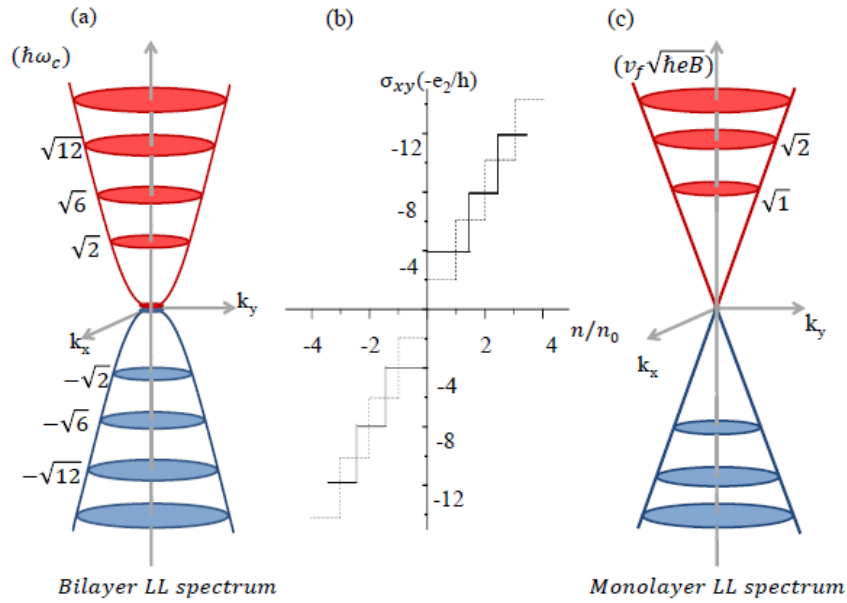 (a)
(ħω𝑐)
√12
√6
√2
k_y
k_x
−√2
−√6
−√12
Bilayer LL spectrum
(b)
σ_xy(-e_2/h)
-12
-8
-4
-4
-2
2
4
n/n_0
-4
-8
-12
(c)
(v_f√ħeB)
√2
√1
k_y
k_x
Monolayer LL spectrum